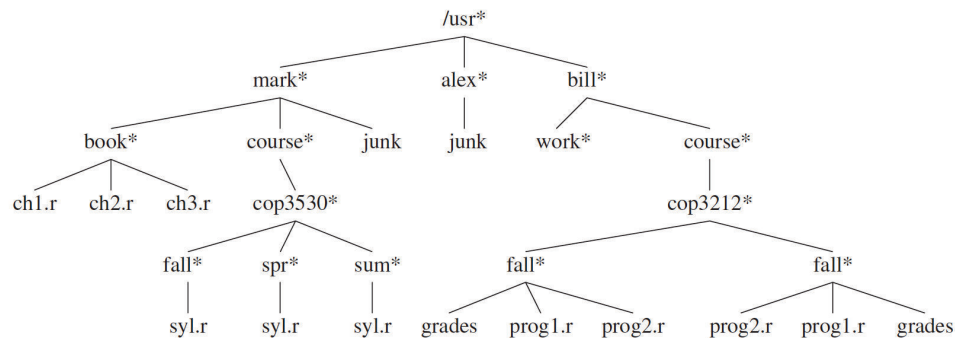 /usr*
mark* alex* bill*
book* course* junk junk work* course*
ch1.r ch2.r ch3.r cop3530* cop3212*
fall* spr* sum* fall* fall*
syl.r syl.r syl.r grades prog1.r prog2.r prog2.r prog1.r grades